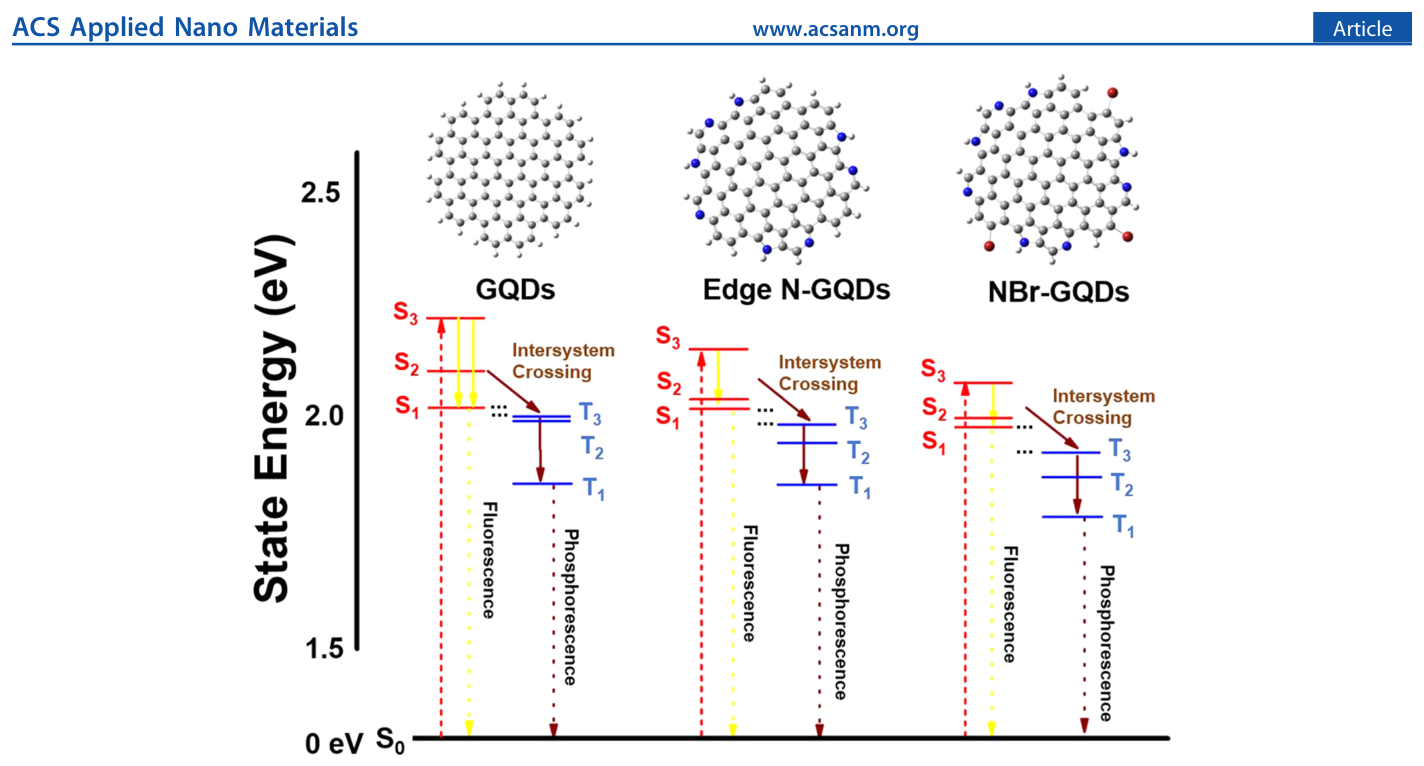 ACS Applied Nano Materials
www.acsanm.org
Article
State Energy (eV)
2.5
2.0
1.5
0 eV
S₀
GQDs
S₃
S₂
S₁
Intersystem
Crossing
T₃
T₂
T₁
Fluorescence
Phosphorescence
Edge N-GQDs
S₃
S₂
S₁
Intersystem
Crossing
T₃
T₂
T₁
Fluorescence
Phosphorescence
NBr-GQDs
S₃
S₂
S₁
Intersystem
Crossing
T₃
T₂
T₁
Fluorescence
Phosphorescence